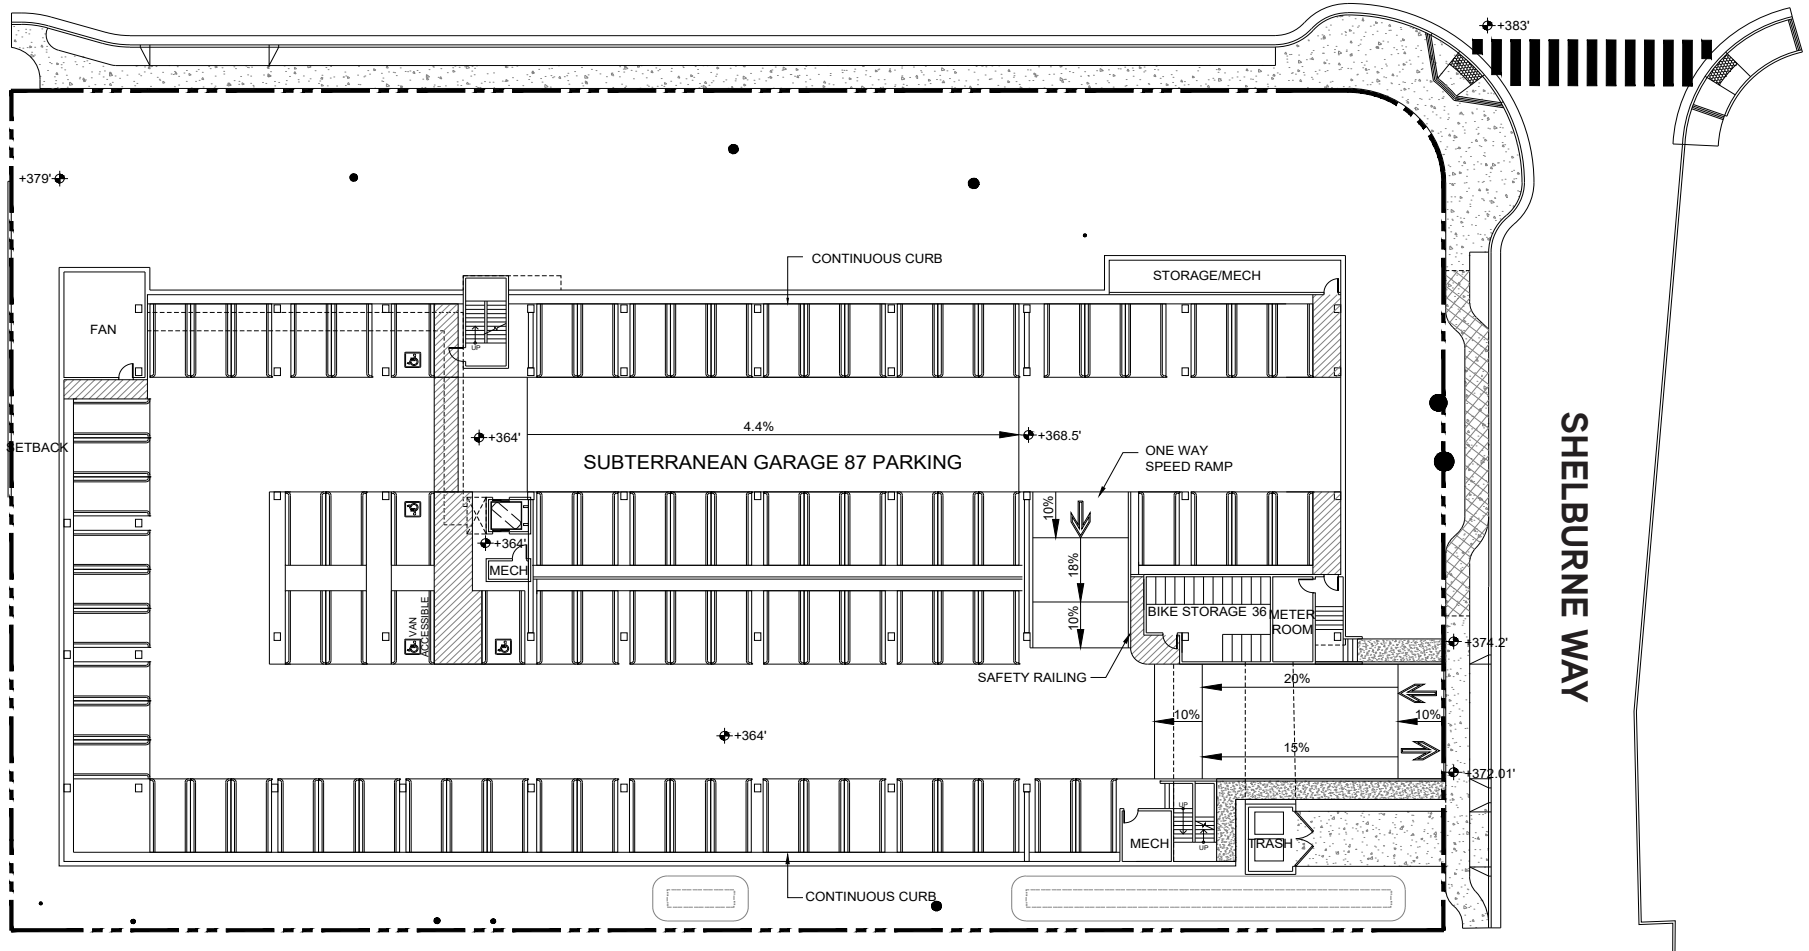 +383'
+379'
CONTINUOUS CURB
STORAGE/MECH
FAN
UP
4.4%
+364'
+368.5'
SETBACK
SUBTERRANEAN GARAGE 87 PARKING
ONE WAY
SPEED RAMP
10%
18%
10%
+364'
MECH
VAN
ACCESSIBLE
BIKE STORAGE 36
METER
ROOM
SHELBURNE WAY
+374.2'
SAFETY RAILING
20%
10%
10%
15%
+364'
+372.01'
UP
UP
MECH
TRASH
CONTINUOUS CURB